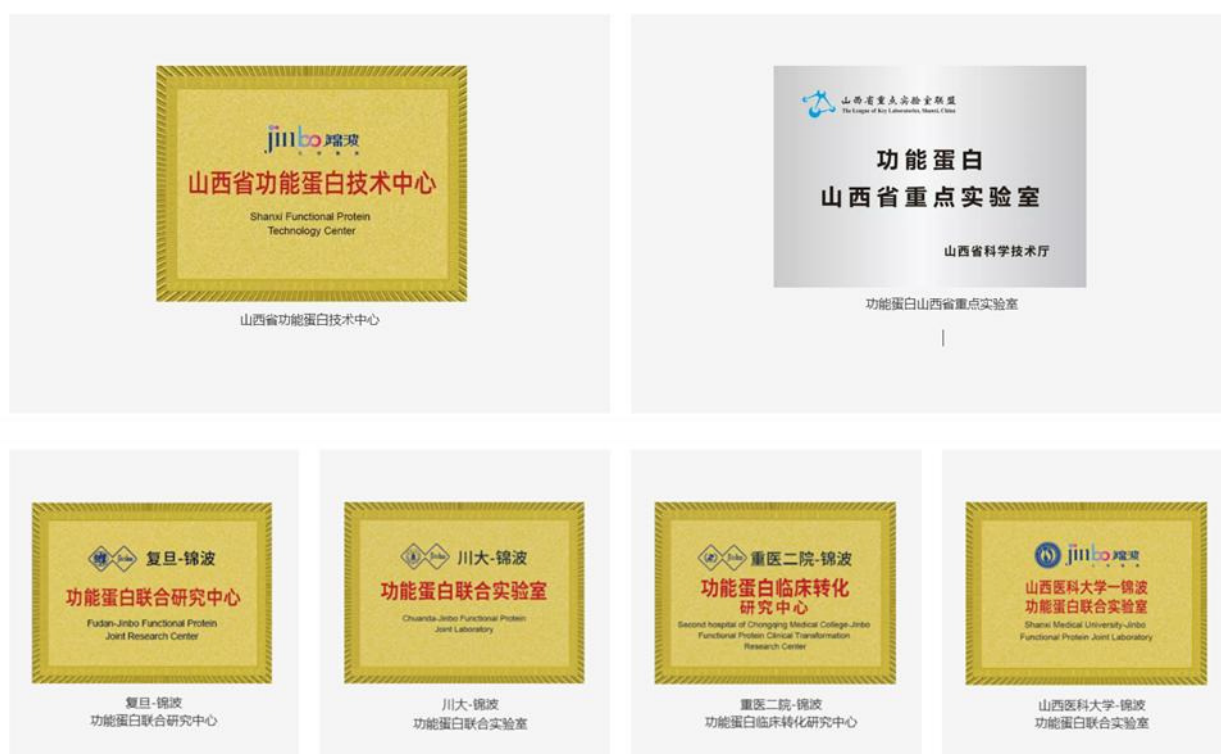 jinbo 锦波
山西省功能蛋白技术中心
Shanxi Functional Protein
Technology Center
山西省功能蛋白技术中心
山西省重点实验室联盟
The League of Key Laboratories, Shanxi, China
功能蛋白
山西省重点实验室
山西省科学技术厅
功能蛋白山西省重点实验室
复旦-锦波
功能蛋白联合研究中心
Fudan-Jinbo Functional Protein
Joint Research Center
复旦-锦波
功能蛋白联合研究中心
川大-锦波
功能蛋白联合实验室
Chuanda-Jinbo Functional Protein
Joint Laboratory
川大-锦波
功能蛋白联合实验室
重医二院-锦波
功能蛋白临床转化
研究中心
Second hospital of Chongqing Medical College-Jinbo
Functional Protein Clinical Transformation
Research Center
重医二院-锦波
功能蛋白临床转化研究中心
jinbo 锦波
山西医科大学一锦波
功能蛋白联合实验室
Shanxi Medical University-Jinbo
Functional Protein Joint Laboratory
山西医科大学-锦波
功能蛋白联合实验室